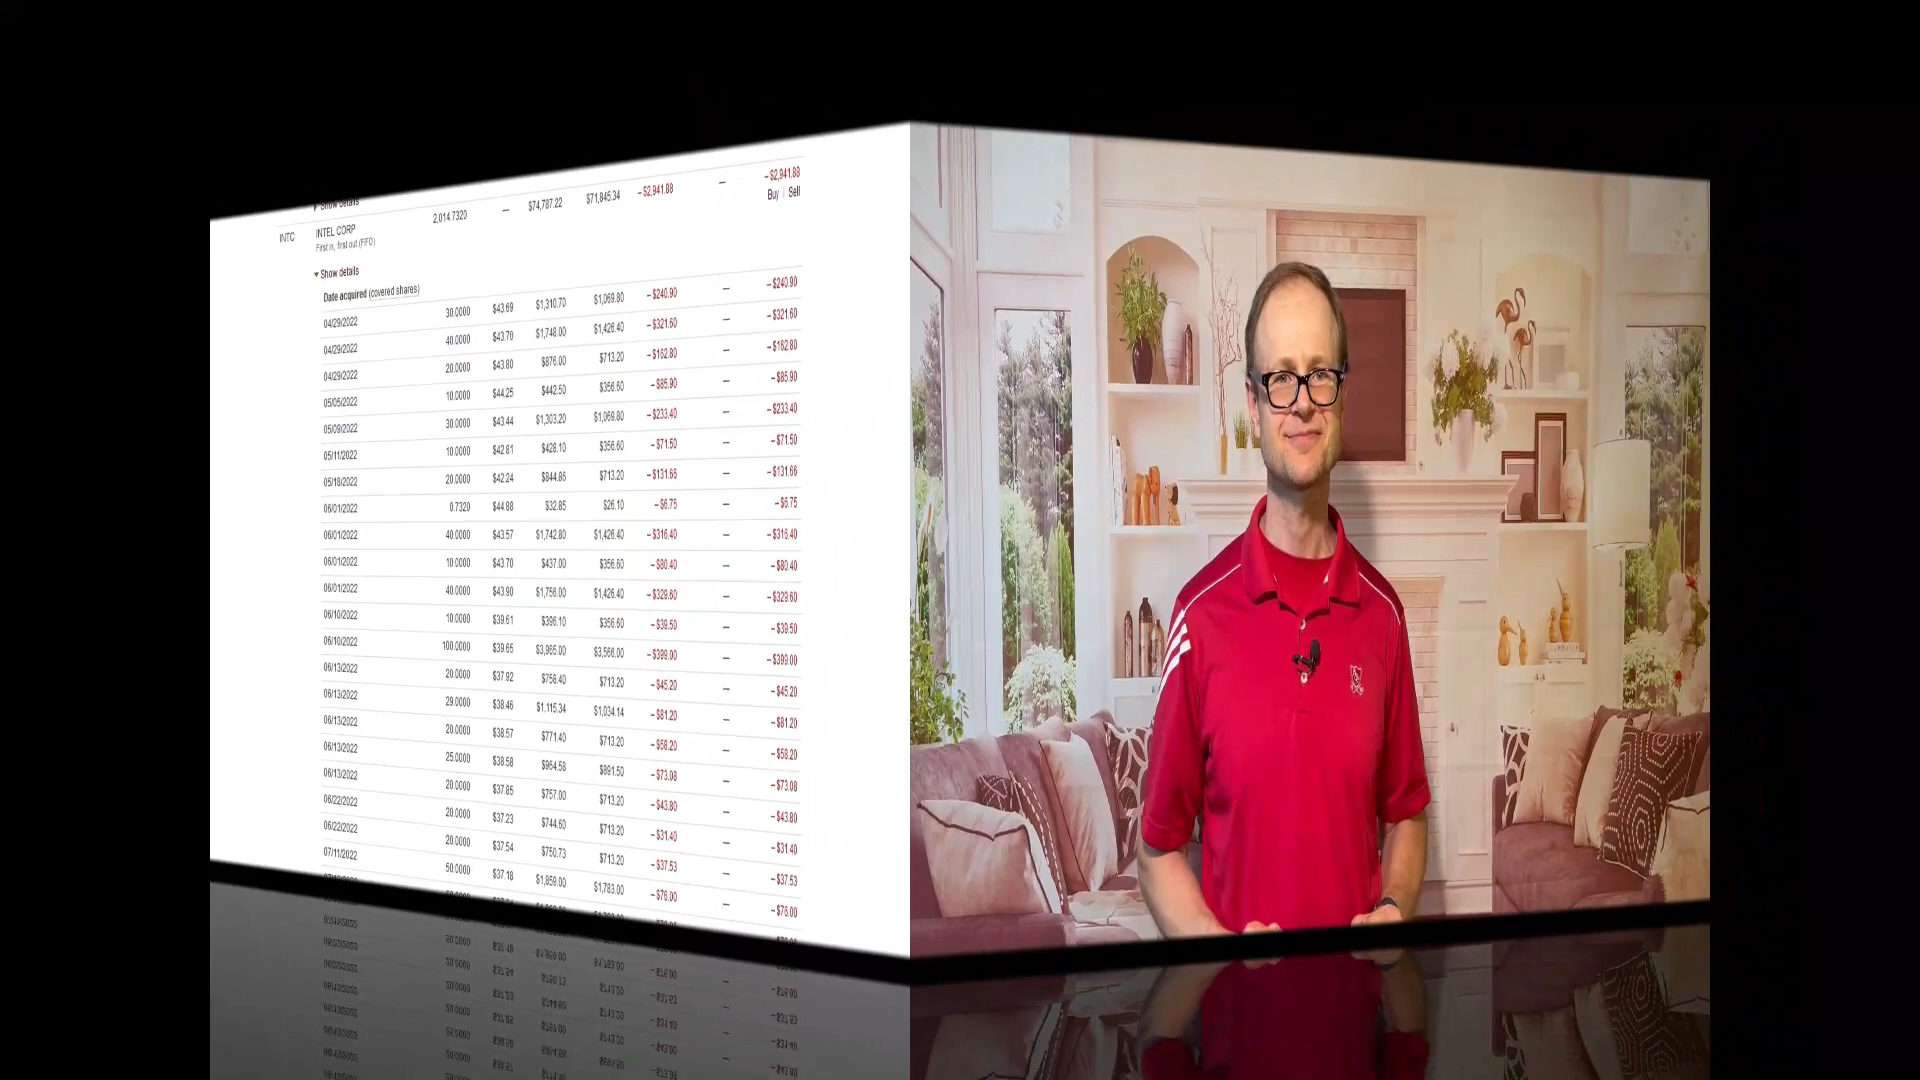 Show details
INTC INTEL CORP 2,014.7320 — $74,787.22 $71,845.34 −$2,941.88 — −$2,941.88
First in, first out (FIFO) Buy | Sell
Show details
Date acquired (covered shares)
04/29/2022 30.0000 $43.69 $1,310.70 $1,069.80 −$240.90 — −$240.90
04/29/2022 40.0000 $43.70 $1,748.00 $1,426.40 −$321.60 — −$321.60
04/29/2022 20.0000 $43.80 $876.00 $713.20 −$162.80 — −$162.80
05/05/2022 10.0000 $44.25 $442.50 $356.60 −$85.90 — −$85.90
05/09/2022 30.0000 $43.44 $1,303.20 $1,069.80 −$233.40 — −$233.40
05/11/2022 10.0000 $42.81 $428.10 $356.60 −$71.50 — −$71.50
05/18/2022 20.0000 $42.24 $844.86 $713.20 −$131.66 — −$131.66
06/01/2022 0.7320 $44.88 $32.85 $26.10 −$6.75 — −$6.75
06/01/2022 40.0000 $43.57 $1,742.80 $1,426.40 −$316.40 — −$316.40
06/01/2022 10.0000 $43.70 $437.00 $356.60 −$80.40 — −$80.40
06/01/2022 40.0000 $43.90 $1,756.00 $1,426.40 −$329.60 — −$329.60
06/10/2022 10.0000 $39.61 $396.10 $356.60 −$39.50 — −$39.50
06/10/2022 100.0000 $39.65 $3,965.00 $3,566.00 −$399.00 — −$399.00
06/13/2022 20.0000 $37.92 $758.40 $713.20 −$45.20 — −$45.20
06/13/2022 29.0000 $38.46 $1,115.34 $1,034.14 −$81.20 — −$81.20
06/13/2022 20.0000 $38.57 $771.40 $713.20 −$58.20 — −$58.20
06/13/2022 25.0000 $38.58 $964.58 $891.50 −$73.08 — −$73.08
06/13/2022 20.0000 $37.85 $757.00 $713.20 −$43.80 — −$43.80
06/22/2022 20.0000 $37.23 $744.60 $713.20 −$31.40 — −$31.40
06/22/2022 20.0000 $37.54 $750.73 $713.20 −$37.53 — −$37.53
07/11/2022 50.0000 $37.18 $1,859.00 $1,783.00 −$76.00 — −$76.00